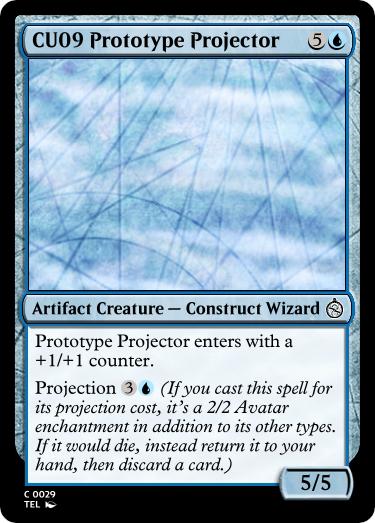 CU09 Prototype Projector 5
Artifact Creature — Construct Wizard
Prototype Projector enters with a
+1/+1 counter.
Projection 3 (If you cast this spell for
its projection cost, it's a 2/2 Avatar
enchantment in addition to its other types.
If it would die, instead return it to your
hand, then discard a card.)
5/5
C 0029
TEL